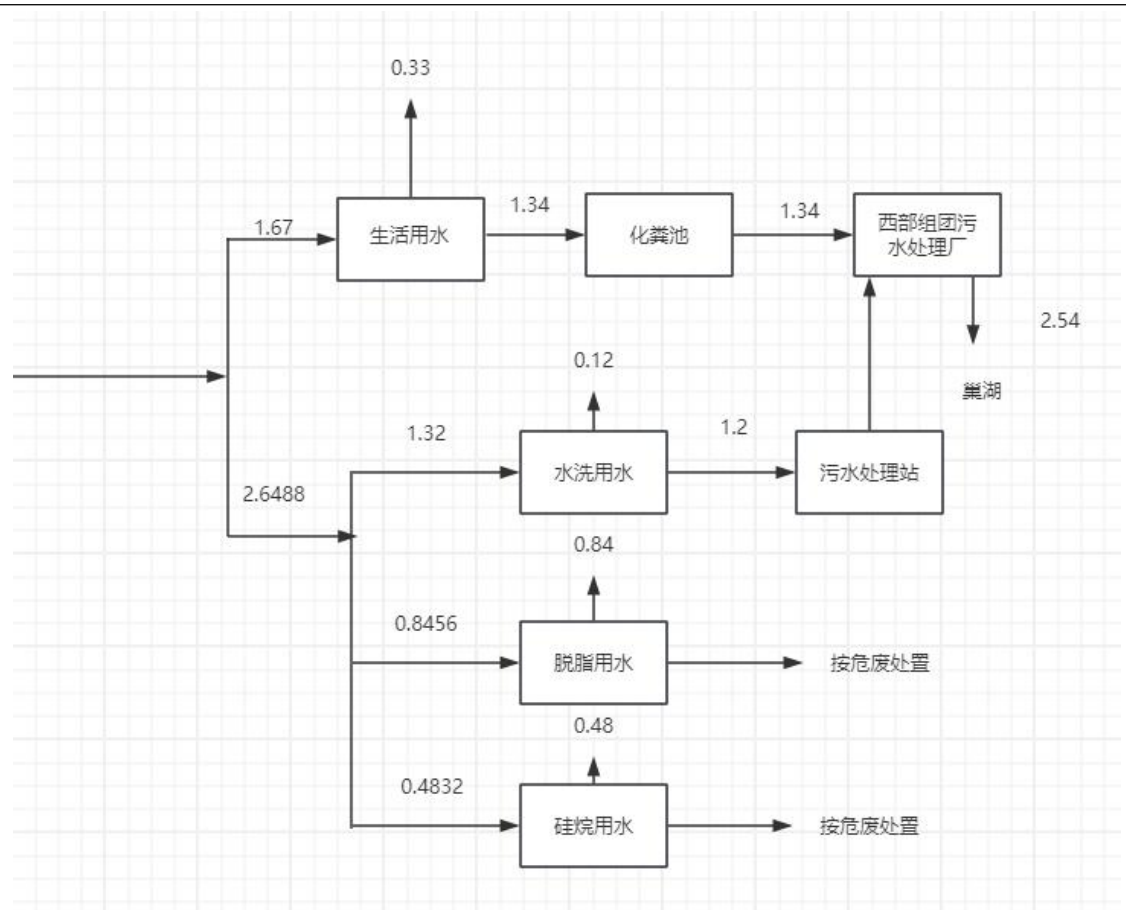 0.33
1.67
生活用水
1.34
化粪池
1.34
西部组团污
水处理厂
2.54
巢湖
0.12
1.32
水洗用水
1.2
污水处理站
2.6488
0.84
0.8456
脱脂用水
按危废处置
0.48
0.4832
硅烷用水
按危废处置